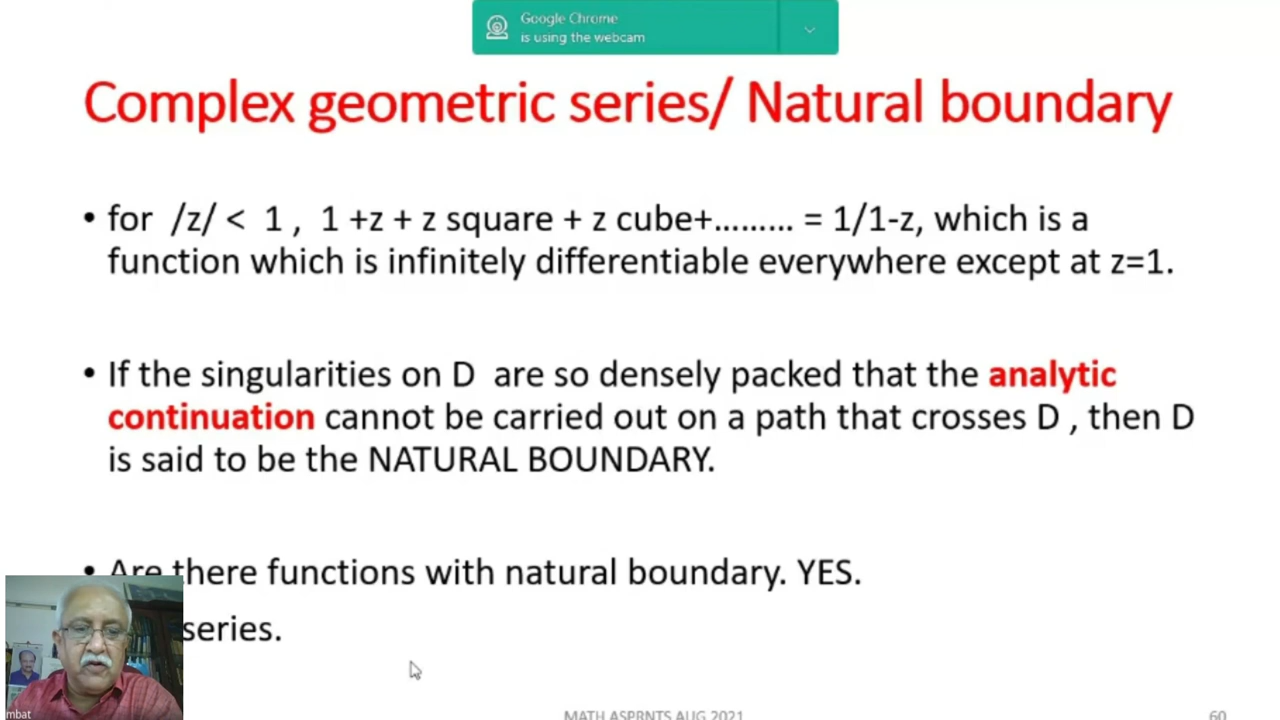 Google Chrome
is using the webcam
Complex geometric series/ Natural boundary
• for /z/ < 1 , 1 +z + z square + z cube+......... = 1/1-z, which is a
function which is infinitely differentiable everywhere except at z=1.
• If the singularities on D are so densely packed that the analytic
continuation cannot be carried out on a path that crosses D , then D
is said to be the NATURAL BOUNDARY.
• Are there functions with natural boundary. YES.
series.
mbat
MATH ASPRNTS AUG 2021
60